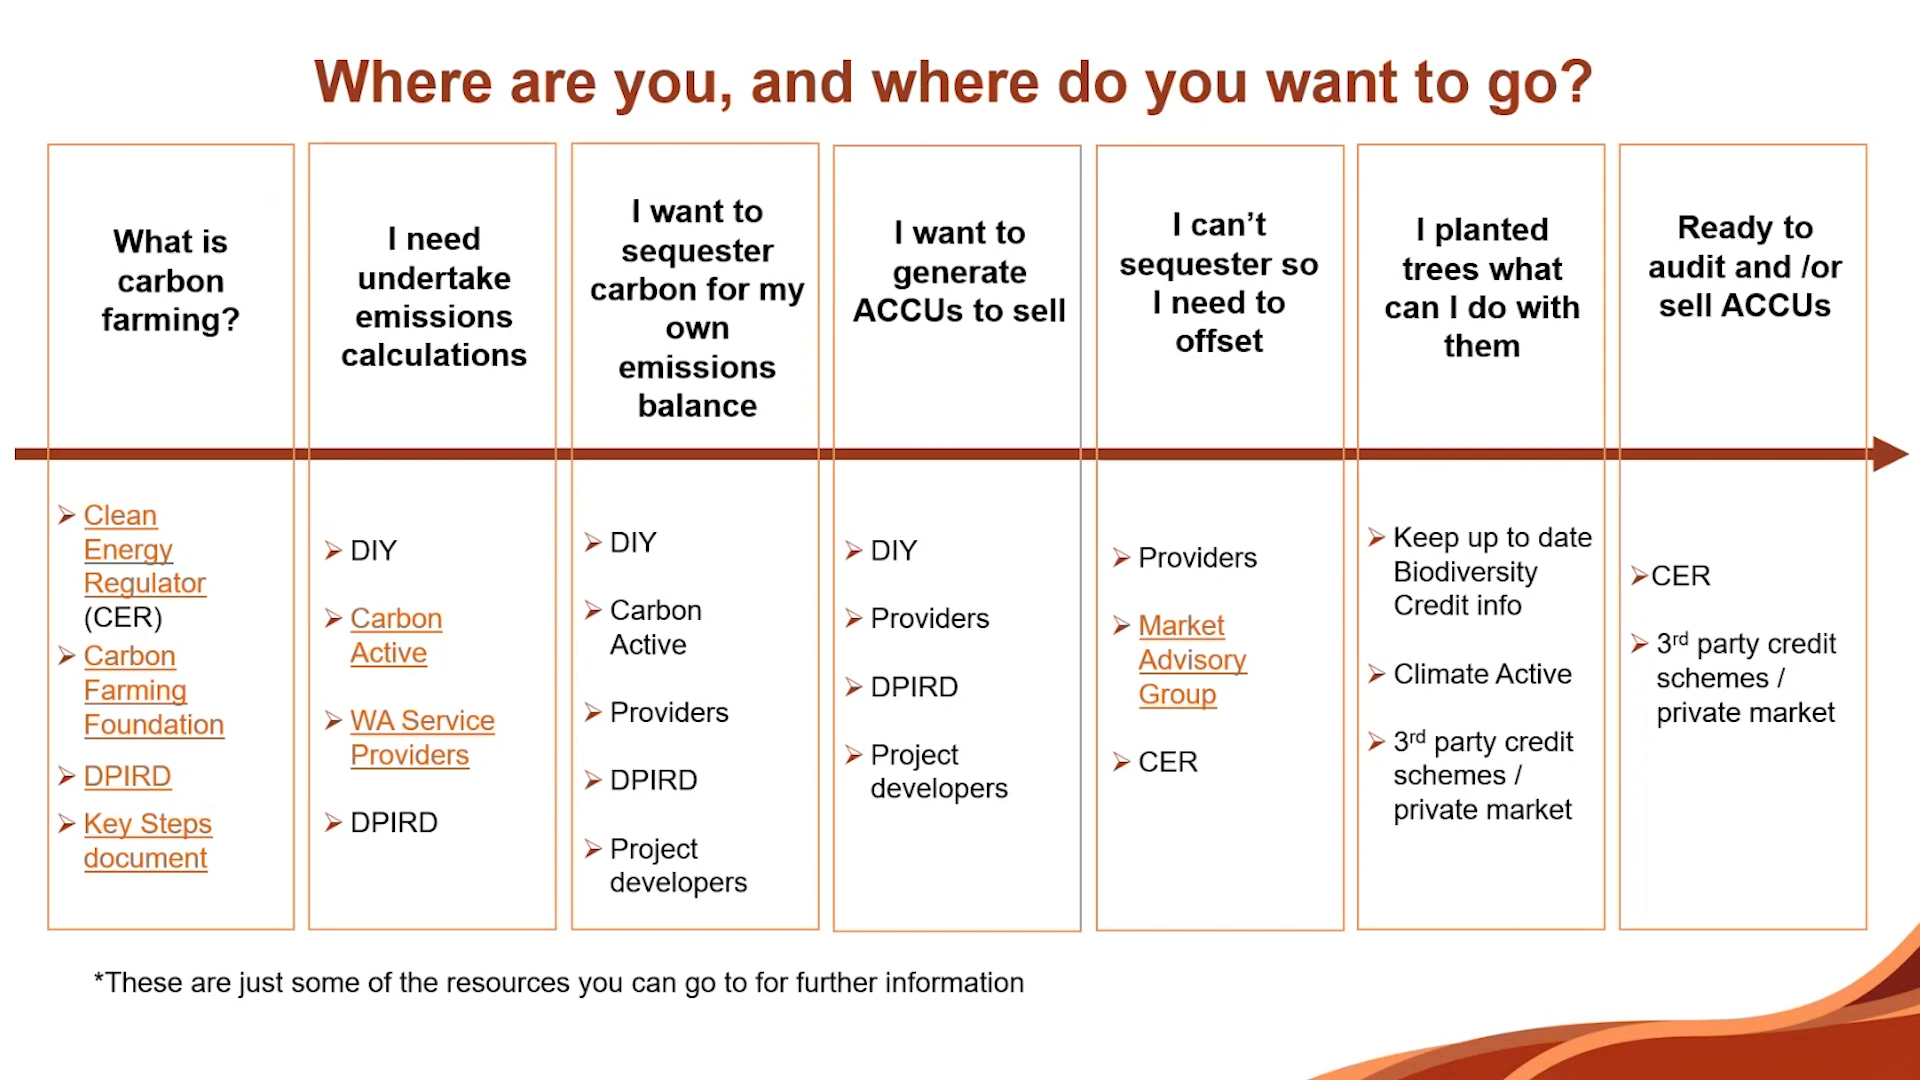 Where are you, and where do you want to go?
What is
carbon
farming?
I need
undertake
emissions
calculations
I want to
sequester
carbon for my
own
emissions
balance
I want to
generate
ACCUs to sell
I can’t
sequester so
I need to
offset
I planted
trees what
can I do with
them
Ready to
audit and /or
sell ACCUs
➢ Clean
Energy
Regulator
(CER)
➢ Carbon
Farming
Foundation
➢ DPIRD
➢ Key Steps
document
➢ DIY
➢ Carbon
Active
➢ WA Service
Providers
➢ DPIRD
➢ DIY
➢ Carbon
Active
➢ Providers
➢ DPIRD
➢ Project
developers
➢ DIY
➢ Providers
➢ DPIRD
➢ Project
developers
➢ Providers
➢ Market
Advisory
Group
➢ CER
➢ Keep up to date
Biodiversity
Credit info
➢ Climate Active
➢ 3rd party credit
schemes /
private market
➢CER
➢ 3rd party credit
schemes /
private market
*These are just some of the resources you can go to for further information